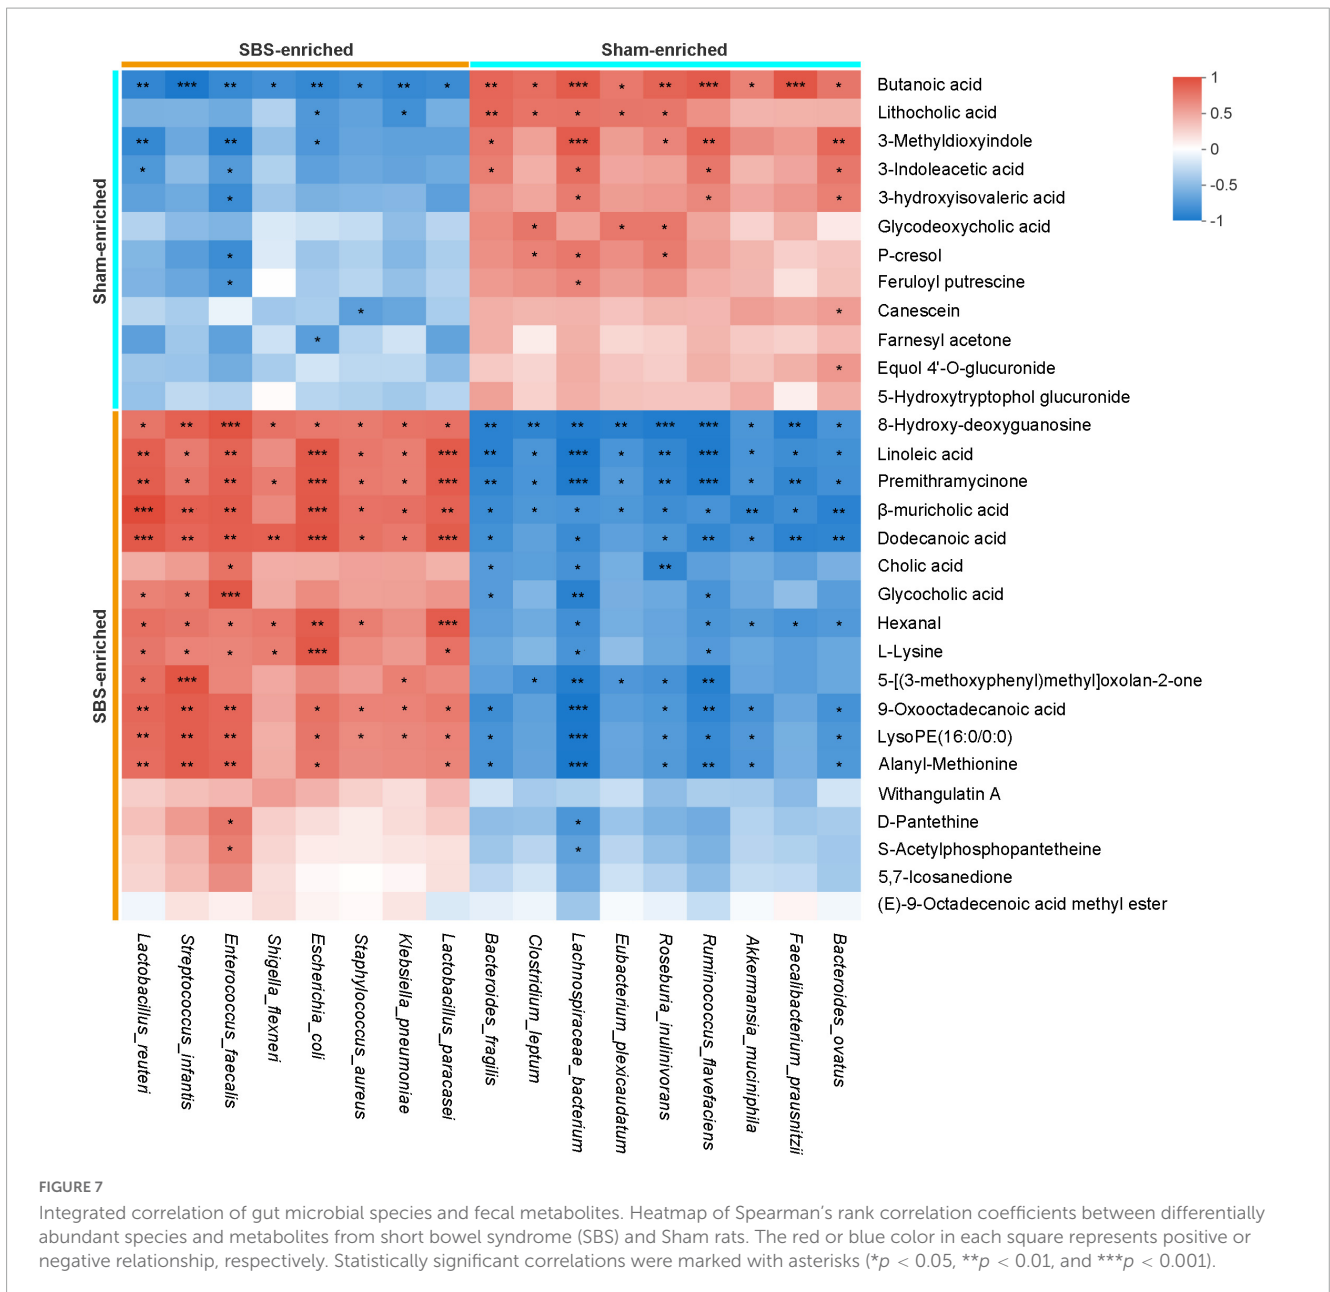 SBS-enriched Sham-enriched
Sham-enriched
SBS-enriched
** *** ** * ** * ** * ** * *** * ** *** * *** * Butanoic acid
* * ** * * * * Lithocholic acid
** ** * * *** * ** ** 3-Methyldioxyindole
* * * * * * 3-Indoleacetic acid
* * * * 3-hydroxyisovaleric acid
* * * Glycodeoxycholic acid
* * * * P-cresol
* * Feruloyl putrescine
* * Canescein
* Farnesyl acetone
* Equol 4'-O-glucuronide
5-Hydroxytryptophol glucuronide
* ** *** * * * * * ** ** ** ** *** *** * ** * 8-Hydroxy-deoxyguanosine
** * ** *** * * *** ** * *** * ** *** * * * Linoleic acid
** * ** * *** * * *** ** * *** * ** *** * ** * Premithramycinone
*** ** ** *** * * ** * * * * * * ** * ** β-muricholic acid
*** ** ** ** *** * * *** * * * ** * ** ** Dodecanoic acid
* * * ** Cholic acid
* * *** * ** * Glycocholic acid
* * * * ** * *** * * * * * Hexanal
* * * * *** * * * L-Lysine
* *** * * ** * * ** 5-[(3-methoxyphenyl)methyl]oxolan-2-one
** ** ** * * * * * *** * ** * * 9-Oxooctadecanoic acid
** ** ** * * * * * *** * * * * LysoPE(16:0/0:0)
** ** ** * * * *** * ** * * Alanyl-Methionine
Withangulatin A
* * D-Pantethine
* * S-Acetylphosphopantetheine
5,7-Icosanedione
(E)-9-Octadecenoic acid methyl ester
1
0.5
0
-0.5
-1
Lactobacillus_reuteri
Streptococcus_infantis
Enterococcus_faecalis
Shigella_flexneri
Escherichia_coli
Staphylococcus_aureus
Klebsiella_pneumoniae
Lactobacillus_paracasei
Bacteroides_fragilis
Clostridium_leptum
Lachnospiraceae_bacterium
Eubacterium_plexicaudatum
Roseburia_inulinivorans
Ruminococcus_flavefaciens
Akkermansia_muciniphila
Faecalibacterium_prausnitzii
Bacteroides_ovatus
FIGURE 7
Integrated correlation of gut microbial species and fecal metabolites. Heatmap of Spearman’s rank correlation coefficients between differentially
abundant species and metabolites from short bowel syndrome (SBS) and Sham rats. The red or blue color in each square represents positive or
negative relationship, respectively. Statistically significant correlations were marked with asterisks (*p < 0.05, **p < 0.01, and ***p < 0.001).